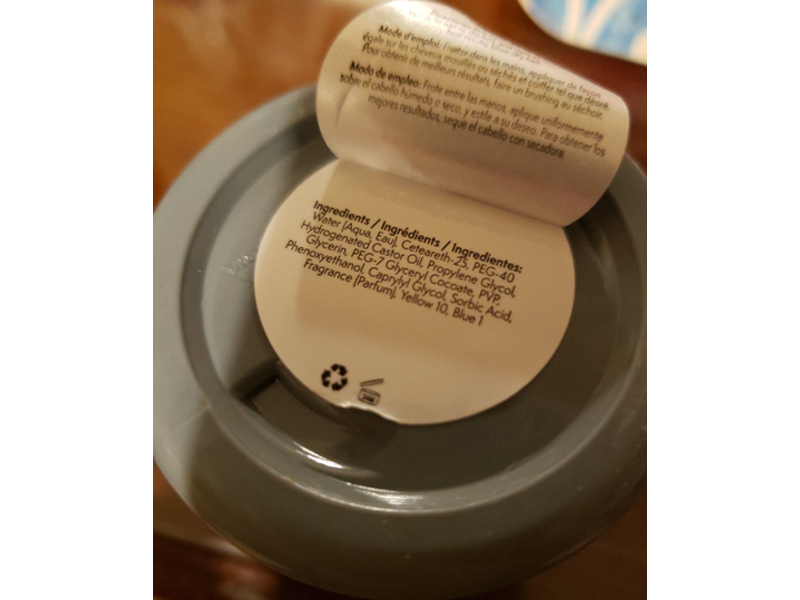 Mode d'emploi: Frotter dans les mains, appliquer de façon
égale sur les cheveux mouillés ou séchés et coiffer tel que désiré.
Pour obtenir de meilleurs résultats, faire un brushing au séchoir.
Modo de empleo: Frote entre las manos, aplique uniformemente
sobre el cabello húmedo o seco, y estile a su deseo. Para obtener los
mejores resultados, seque el cabello con secadora.
Ingredients / Ingrédients / Ingredientes:
Water (Aqua, Eau), Ceteareth-25, PEG-40
Hydrogenated Castor Oil, Propylene Glycol,
Glycerin, PEG-7 Glyceryl Cocoate, PVP,
Phenoxyethanol, Caprylyl Glycol, Sorbic Acid,
Fragrance (Parfum), Yellow 10, Blue 1